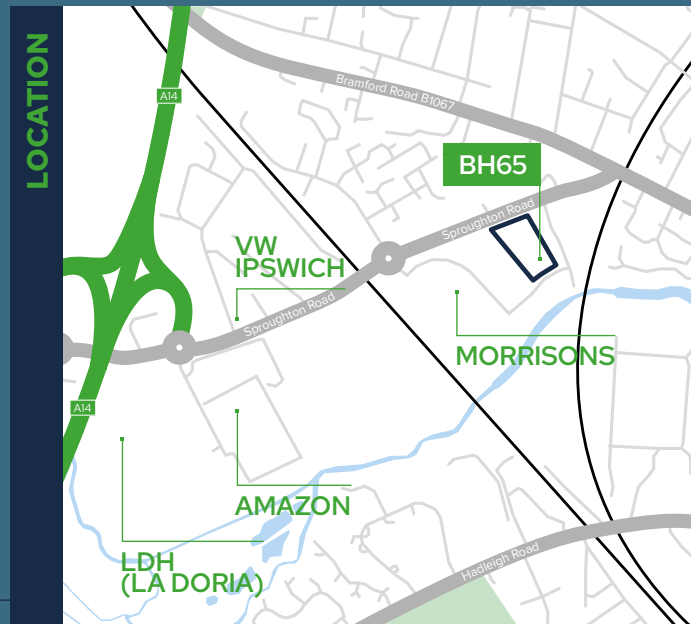 LOCATION
A14
Bramford Road B1067
BH65
Sproughton Road
VW
IPSWICH
Sproughton Road
MORRISONS
A14
AMAZON
LDH
(LA DORIA)
Hadleigh Road